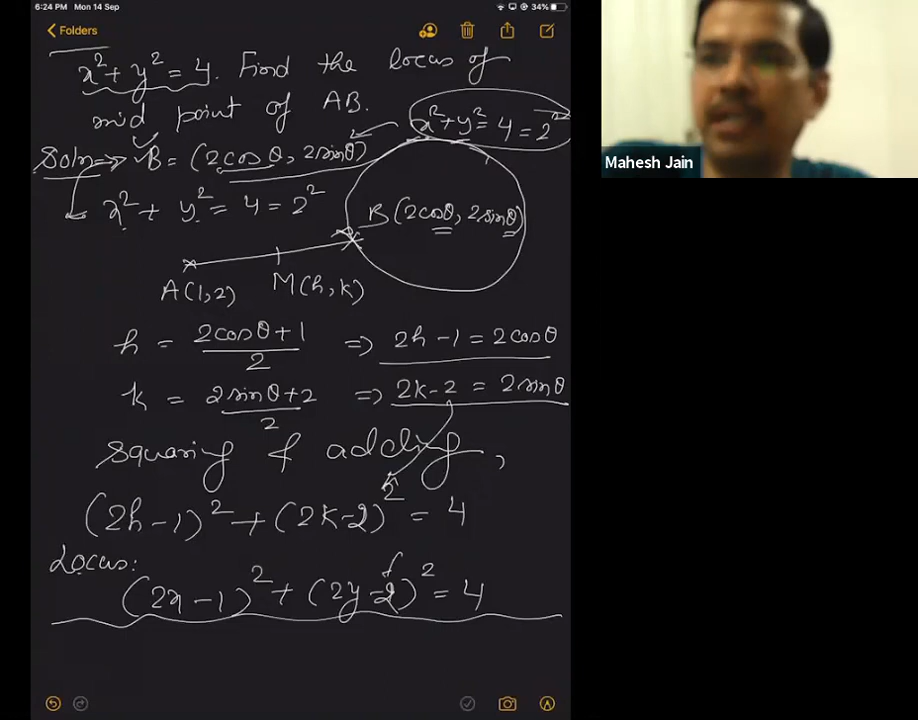 6:24 PM Mon 14 Sep
34%
Folders
x² + y² = 4. Find the locus of
mid point of AB.
x² + y² = 4 = 2²
Soln => B = (2cosθ, 2sinθ)
x² + y² = 4 = 2²
B(2cosθ, 2sinθ)
A(1,2) M(h, k)
h = (2cosθ+1)/2 => 2h-1 = 2cosθ
k = (2sinθ+2)/2 => 2k-2 = 2sinθ
Squaring & adding,
(2h-1)² + (2k-2)² = 4
Locus:
(2x-1)² + (2y-2)² = 4
Mahesh Jain